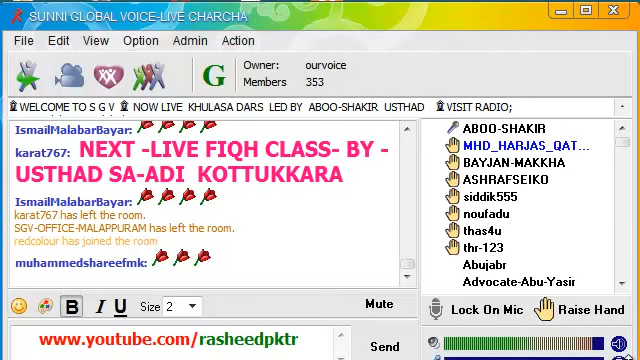 SUNNI GLOBAL VOICE-LIVE CHARCHA
File Edit View Option Admin Action
G
Owner: ourvoice
Members 353
WELCOME TO S G V NOW LIVE KHULASA DARS LED BY ABOO-SHAKIR USTHAD VISIT RADIO;
IsmailMalabarBayar:
karat767: NEXT -LIVE FIQH CLASS- BY -
USTHAD SA-ADI KOTTUKKARA
IsmailMalabarBayar:
karat767 has left the room.
SGV-OFFICE-MALAPPURAM has left the room.
redcolour has joined the room
muhammedshareefmk:
ABOO-SHAKIR
MHD_HARJAS_QAT...
BAYJAN-MAKKHA
ASHRAFSEIKO
siddik555
noufadu
thas4u
thr-123
Abujabr
Advocate-Abu-Yasir
B I U Size 2
Mute
Lock On Mic Raise Hand
www.youtube.com/rasheedpktr
Send